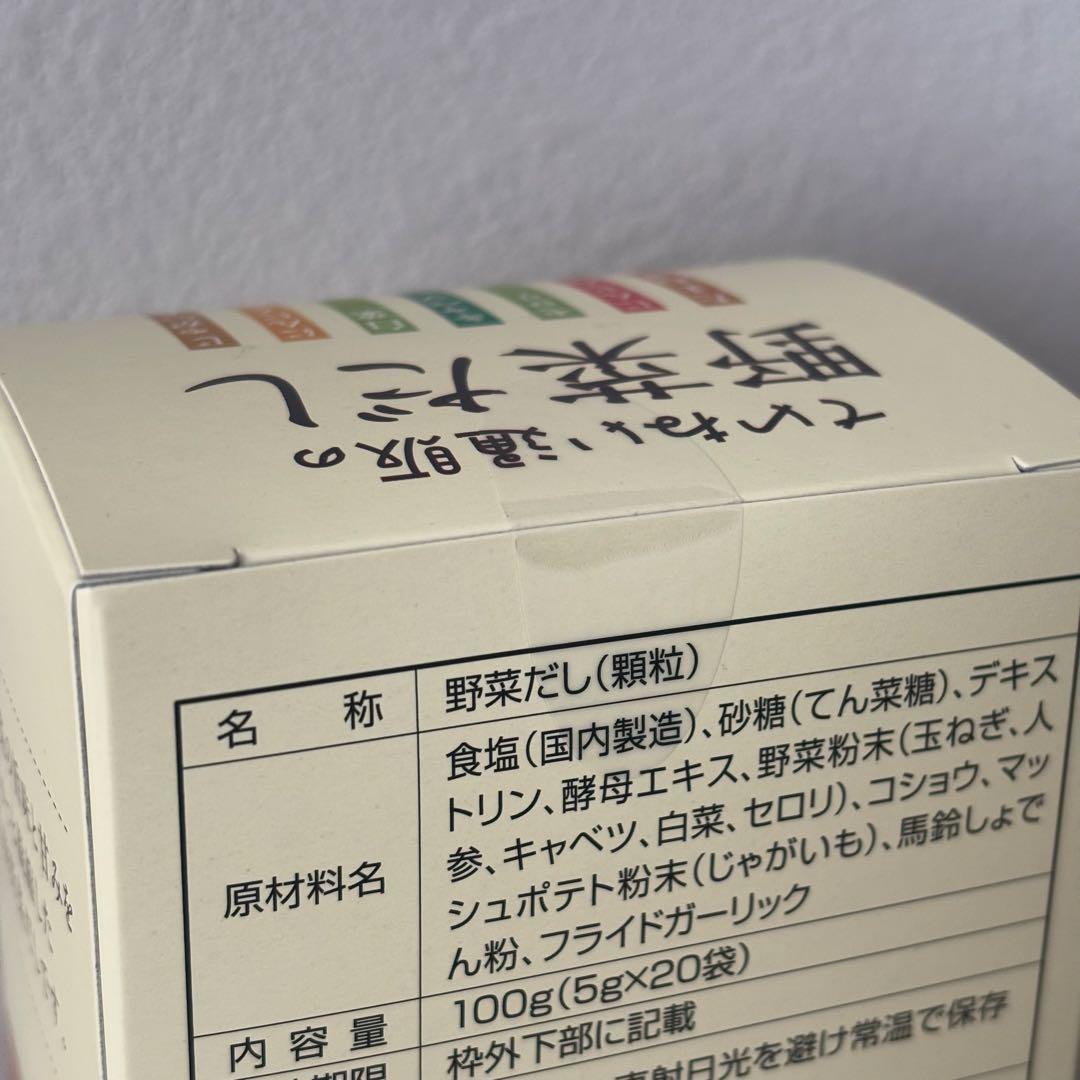 ていねい通販の
野菜だし
名称
野菜だし(顆粒)
原材料名
食塩(国内製造)、砂糖(てん菜糖)、デキス
トリン、酵母エキス、野菜粉末(玉ねぎ、人
参、キャベツ、白菜、セロリ)、コショウ、マッ
シュポテト粉末(じゃがいも)、馬鈴しょで
ん粉、フライドガーリック
内容量
100g(5g×20袋)
期限
枠外下部に記載
直射日光を避け常温で保存